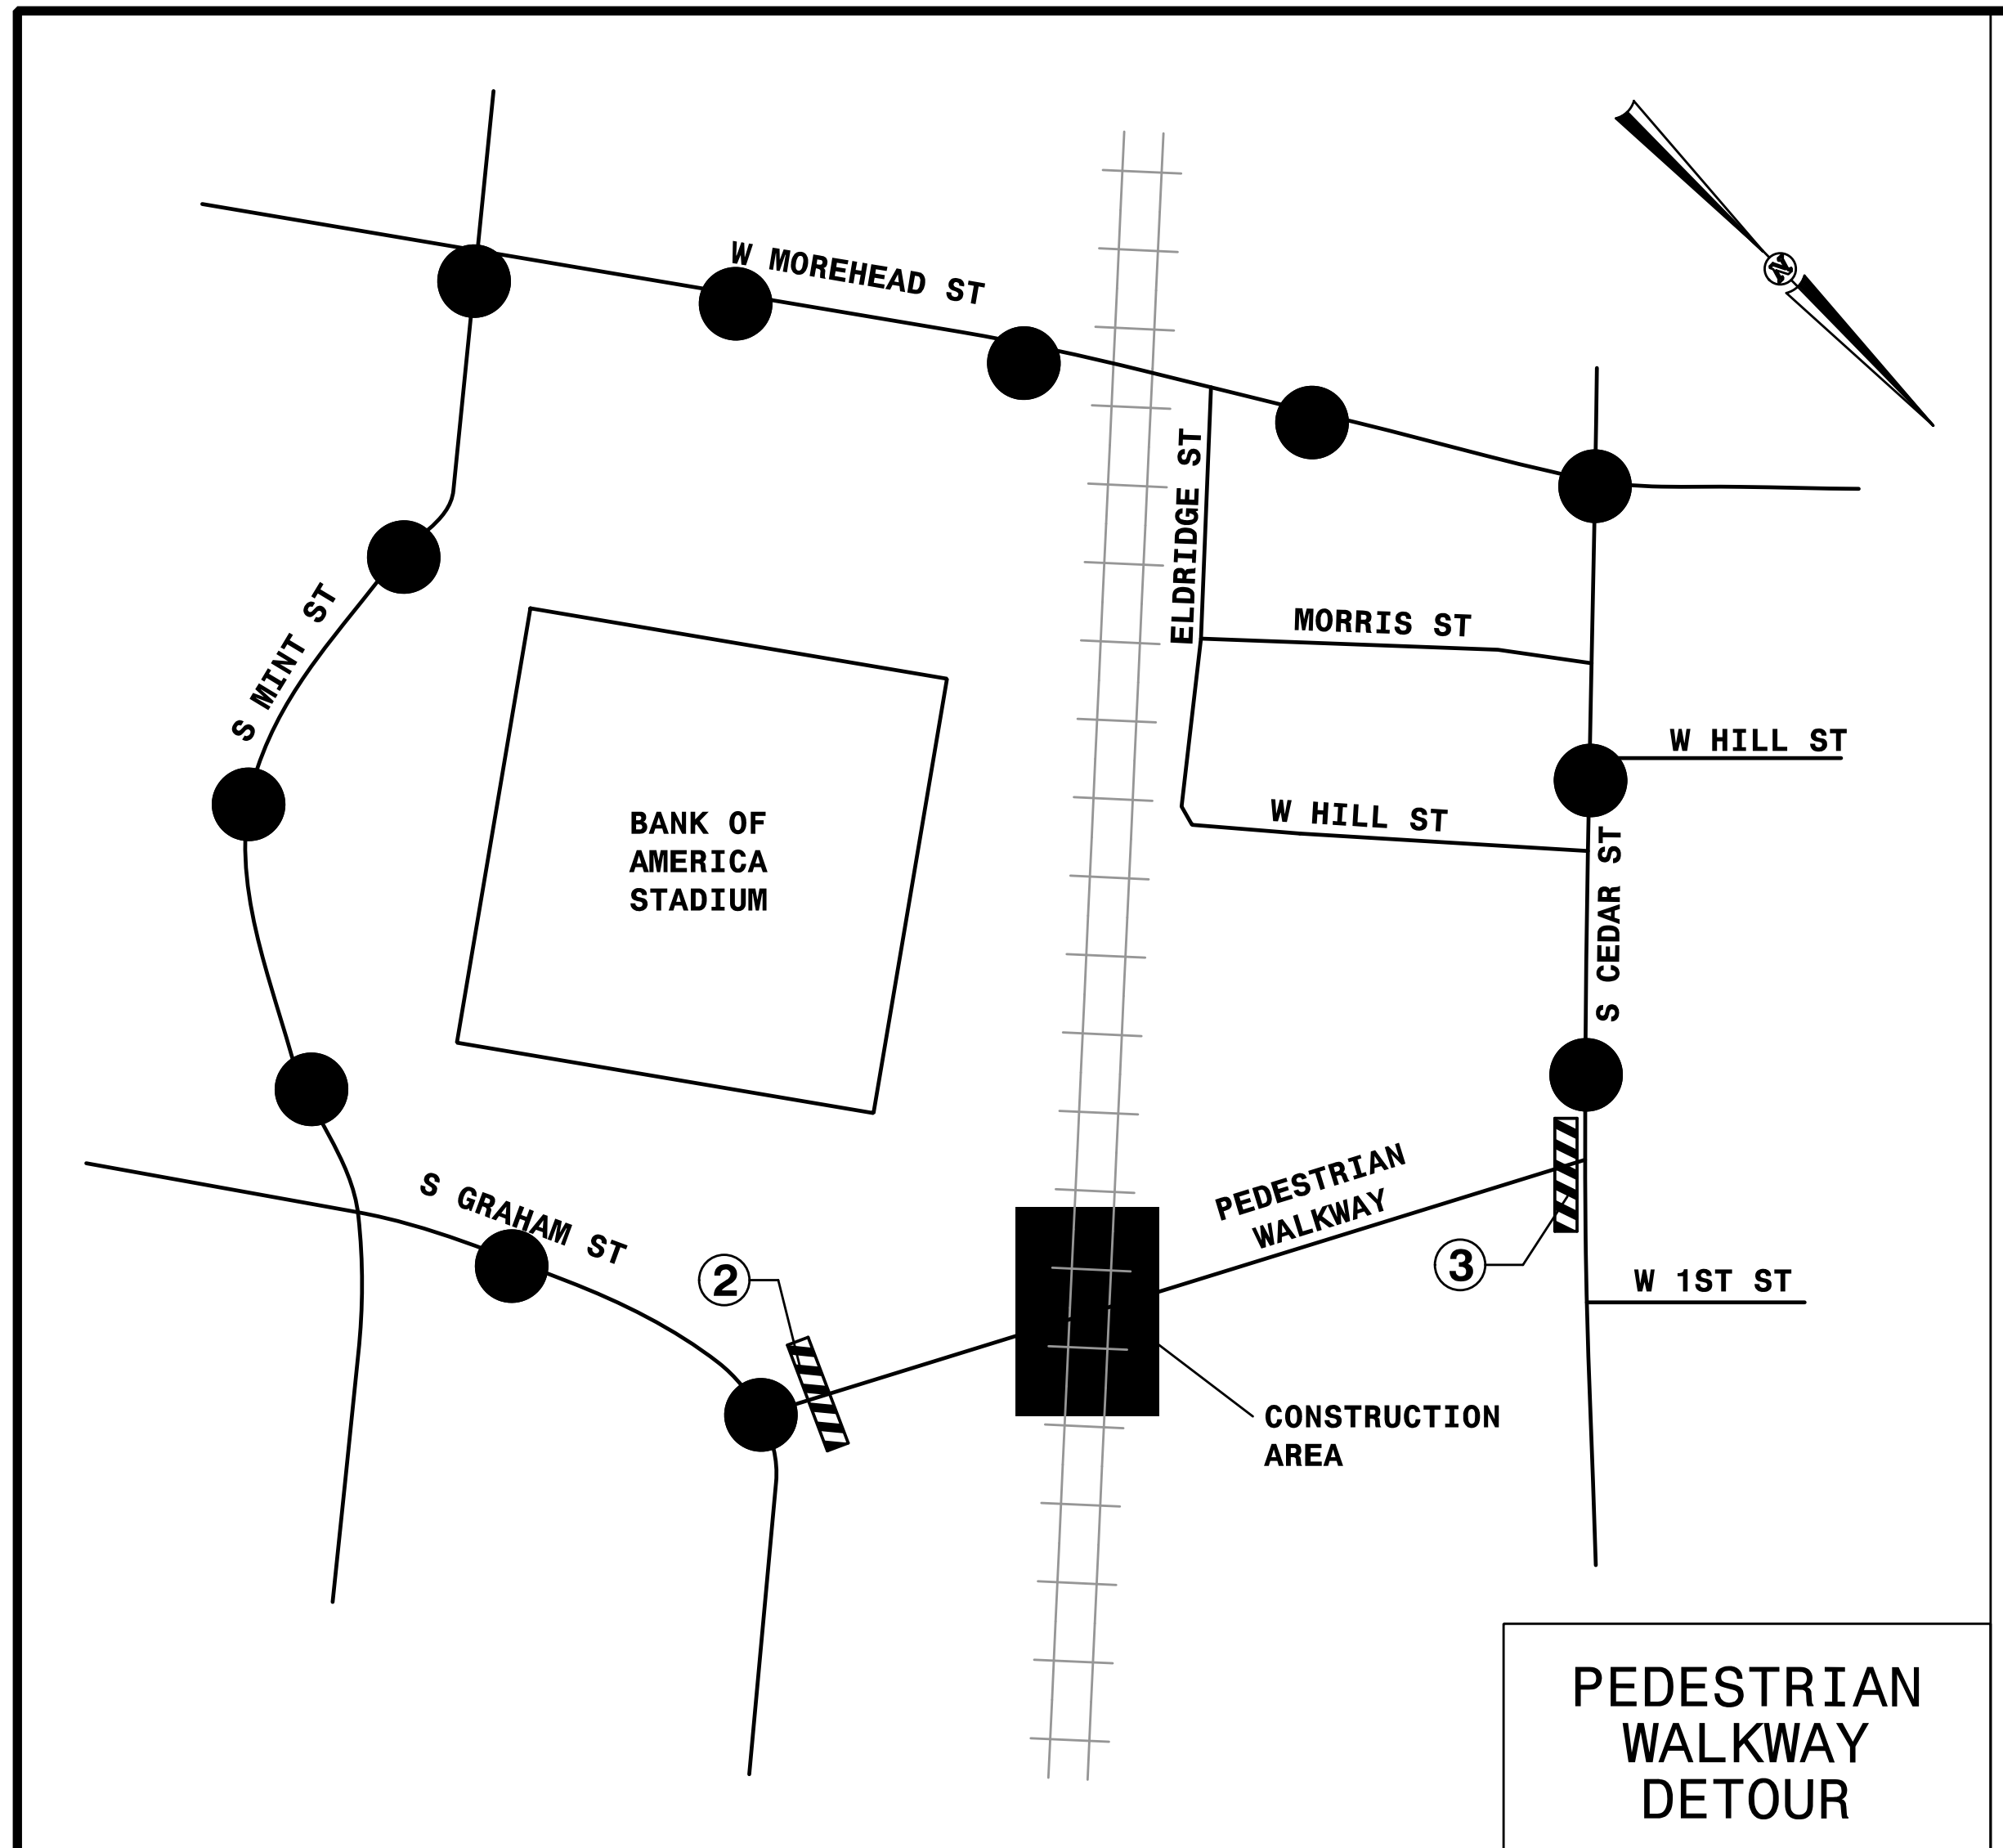 W MOREHEAD ST
N
ELDRIDGE ST
S MINT ST
MORRIS ST
W HILL ST
W HILL ST
BANK OF
AMERICA
STADIUM
S CEDAR ST
PEDESTRIAN
WALKWAY
S GRAHAM ST
2
3
W 1ST ST
CONSTRUCTION
AREA
PEDESTRIAN
WALKWAY
DETOUR